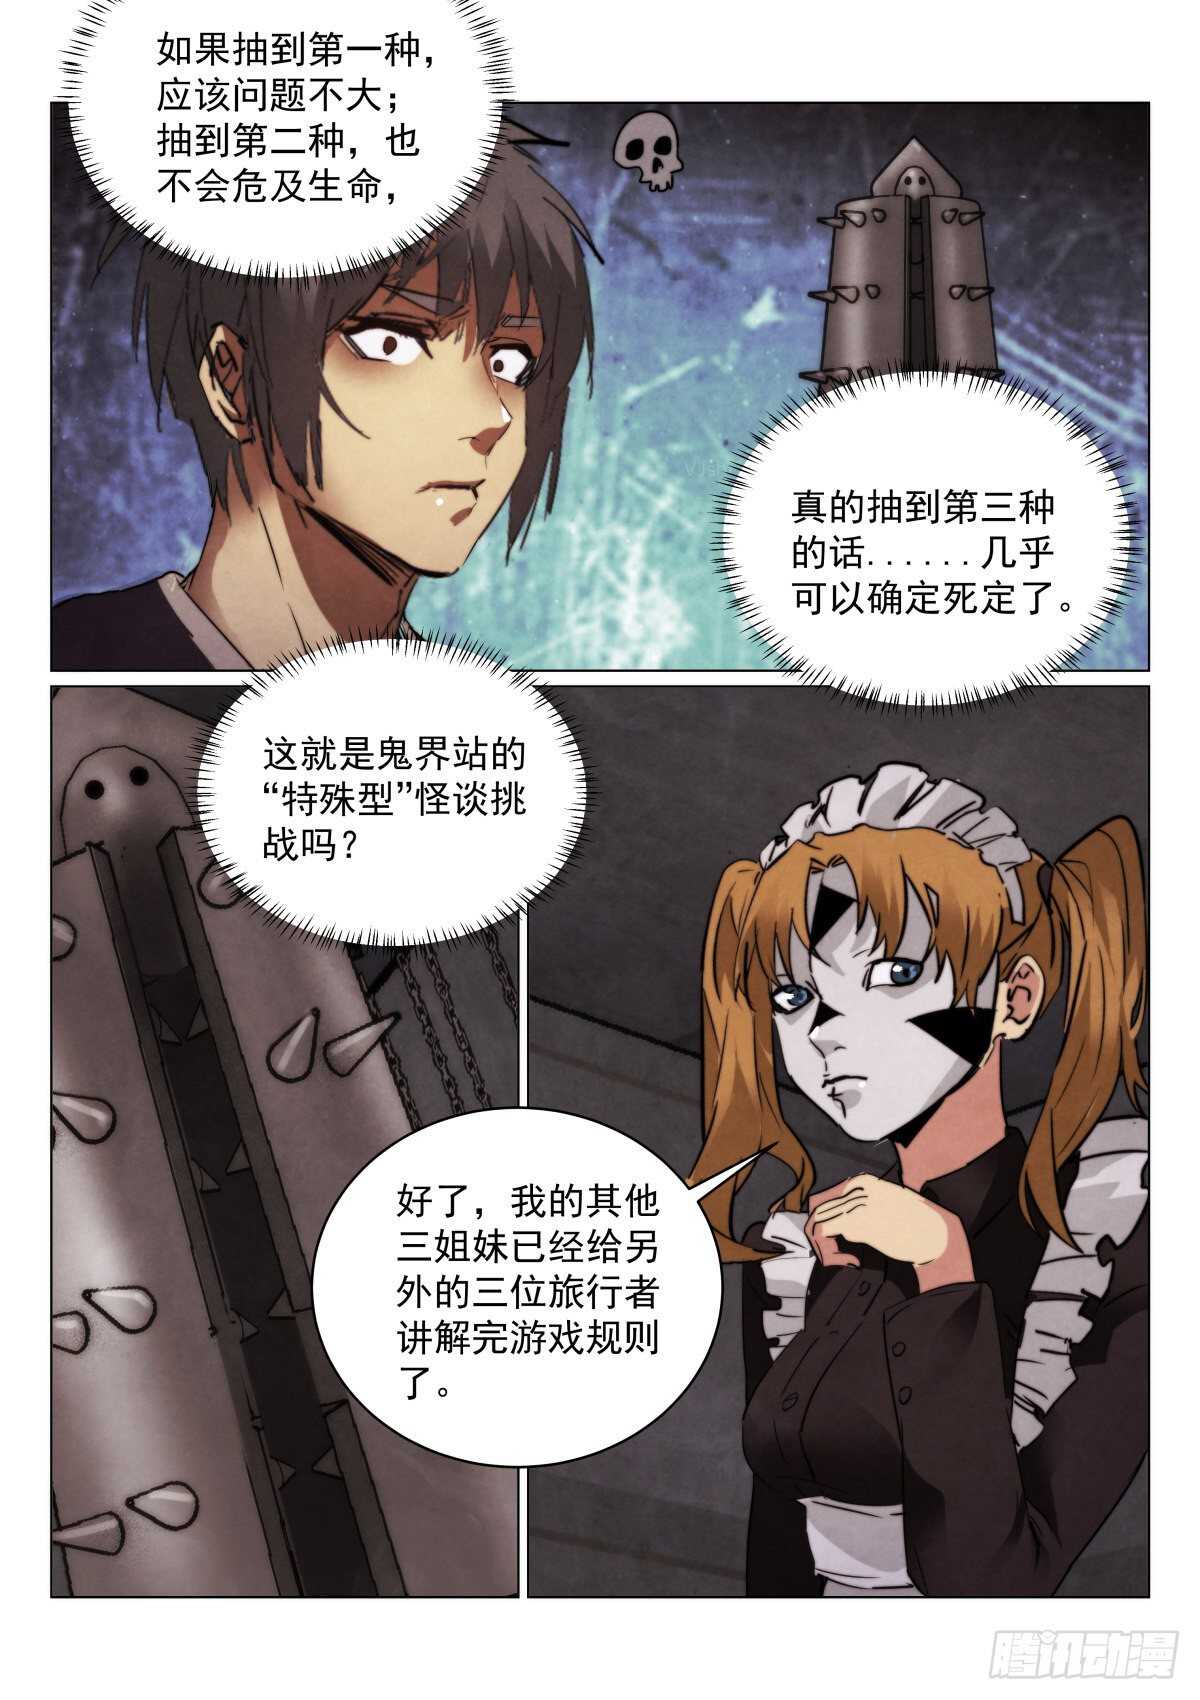 如果抽到第一种，
应该问题不大；
抽到第二种，也
不会危及生命，
真的抽到第三种
的话......几乎
可以确定死定了。
这就是鬼界站的
“特殊型”怪谈挑
战吗？
好了，我的其他
三姐妹已经给另
外的三位旅行者
讲解完游戏规则
了。
腾讯动漫